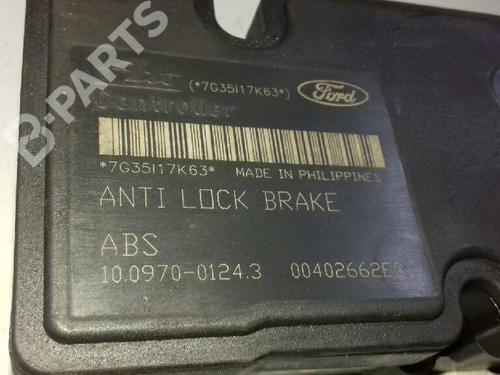 B-PARTS
(*7G35I17K63*)
Ford
Controller
*7G35I17K63* MADE IN PHILIPPINES
ANTI LOCK BRAKE
ABS
10.0970-0124.3 00402662E3